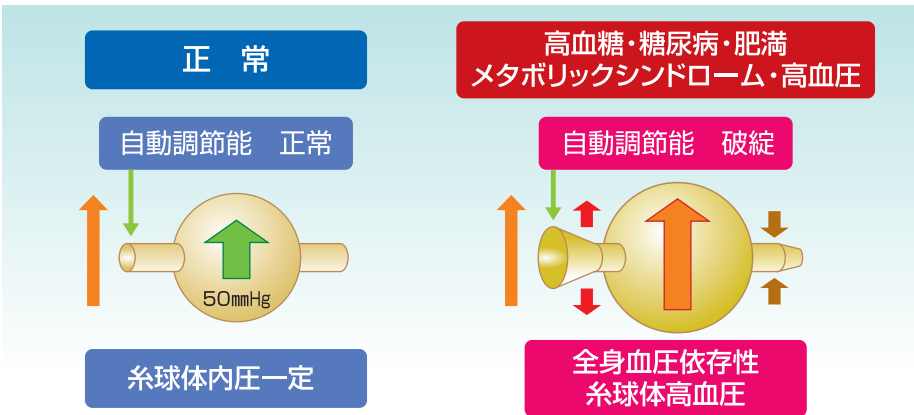 正　常
高血糖・糖尿病・肥満
メタボリックシンドローム・高血圧
自動調節能　正常
自動調節能　破綻
50mmHg
糸球体内圧一定
全身血圧依存性
糸球体高血圧